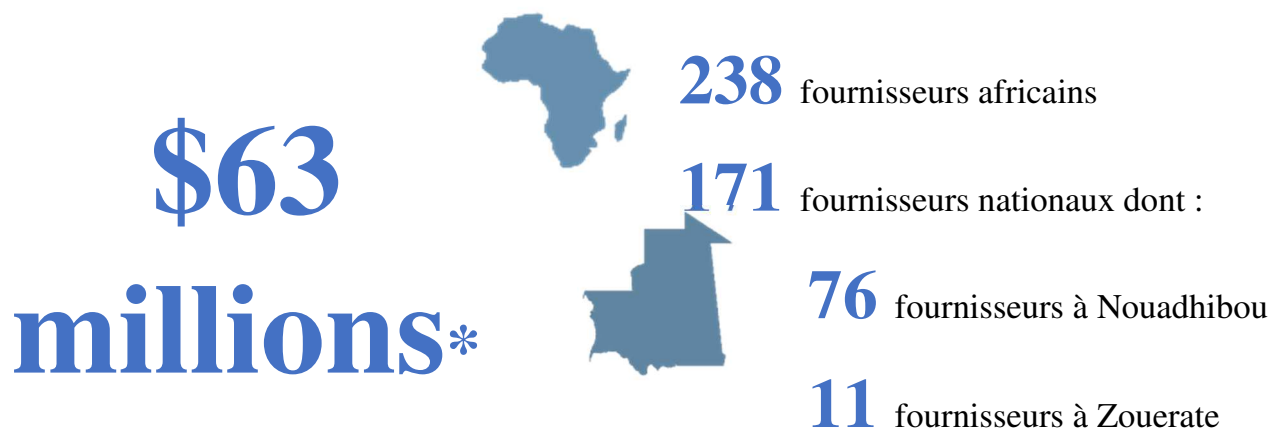 $63
millions*
238 fournisseurs africains
171 fournisseurs nationaux dont :
76 fournisseurs à Nouadhibou
11 fournisseurs à Zouerate